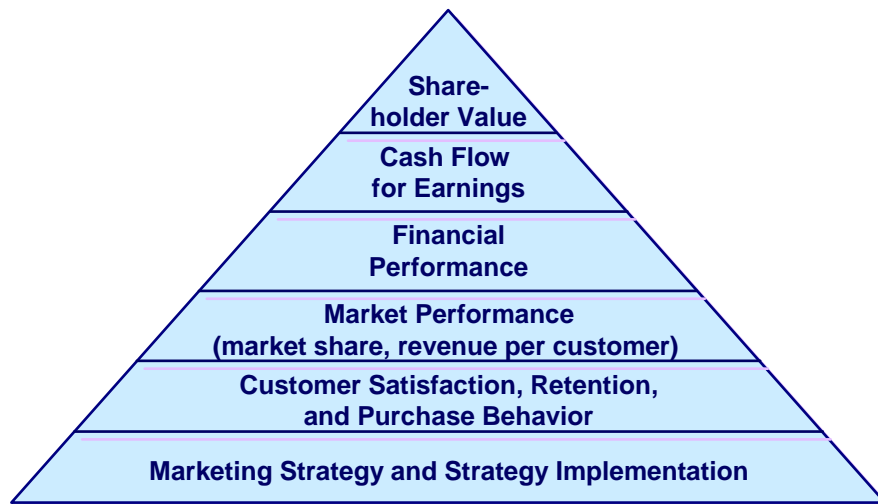 Share-
holder Value
Cash Flow
for Earnings
Financial
Performance
Market Performance
(market share, revenue per customer)
Customer Satisfaction, Retention,
and Purchase Behavior
Marketing Strategy and Strategy Implementation